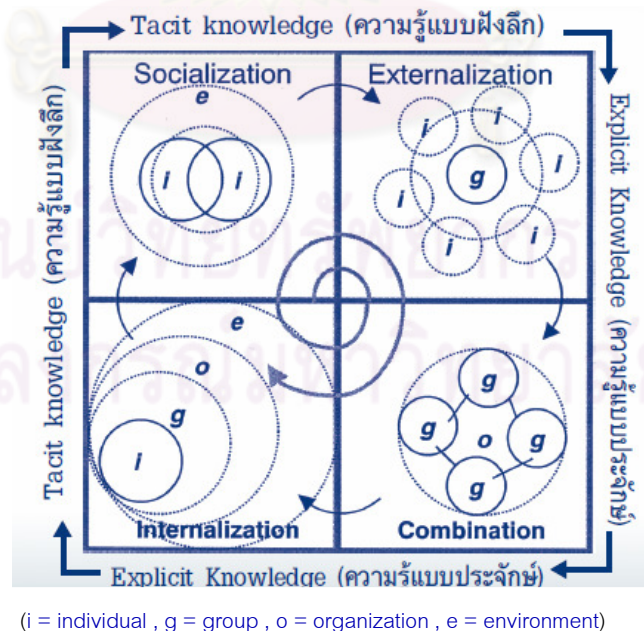 Tacit knowledge (ความรู้แบบฝังลึก)
Tacit knowledge (ความรู้แบบฝังลึก)
Explicit Knowledge (ความรู้แบบประจักษ์)
Socialization
e
i
i
Externalization
i
i
i
g
i
i
i
e
o
g
i
Internalization
g
g
o
g
g
Combination
Explicit Knowledge (ความรู้แบบประจักษ์)
(i = individual , g = group , o = organization , e = environment)